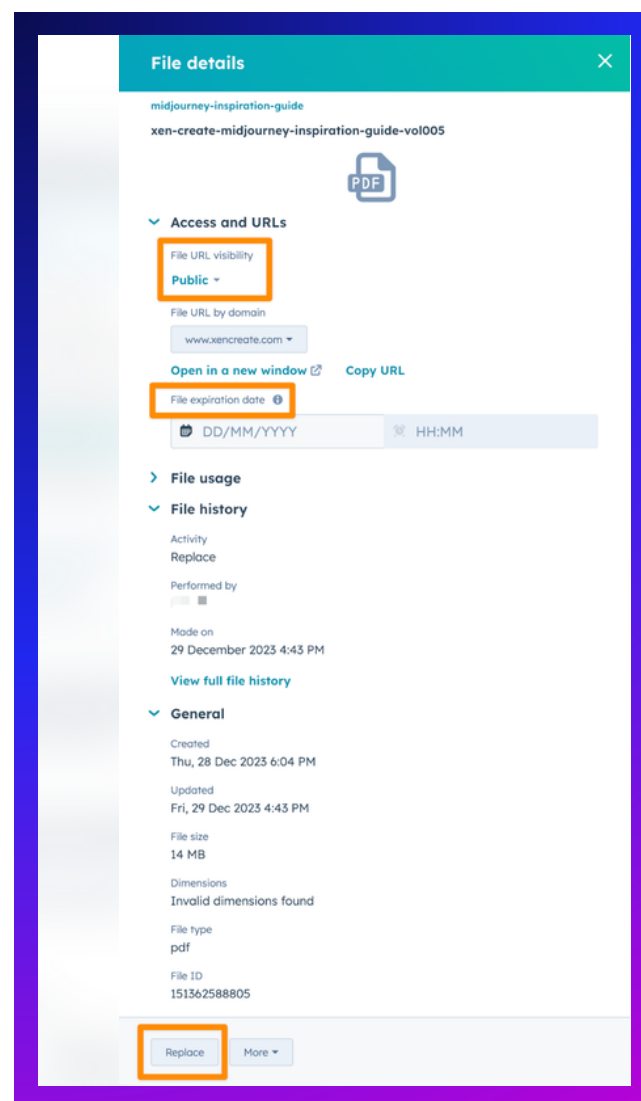 File details
midjourney-inspiration-guide
xen-create-midjourney-inspiration-guide-vol005
PDF
Access and URLs
File URL visibility
Public
File URL by domain
www.xencreate.com
Open in a new window Copy URL
File expiration date
DD/MM/YYYY HH:MM
File usage
File history
Activity
Replace
Performed by
Made on
29 December 2023 4:43 PM
View full file history
General
Created
Thu, 28 Dec 2023 6:04 PM
Updated
Fri, 29 Dec 2023 4:43 PM
File size
14 MB
Dimensions
Invalid dimensions found
File type
pdf
File ID
151362588805
Replace More